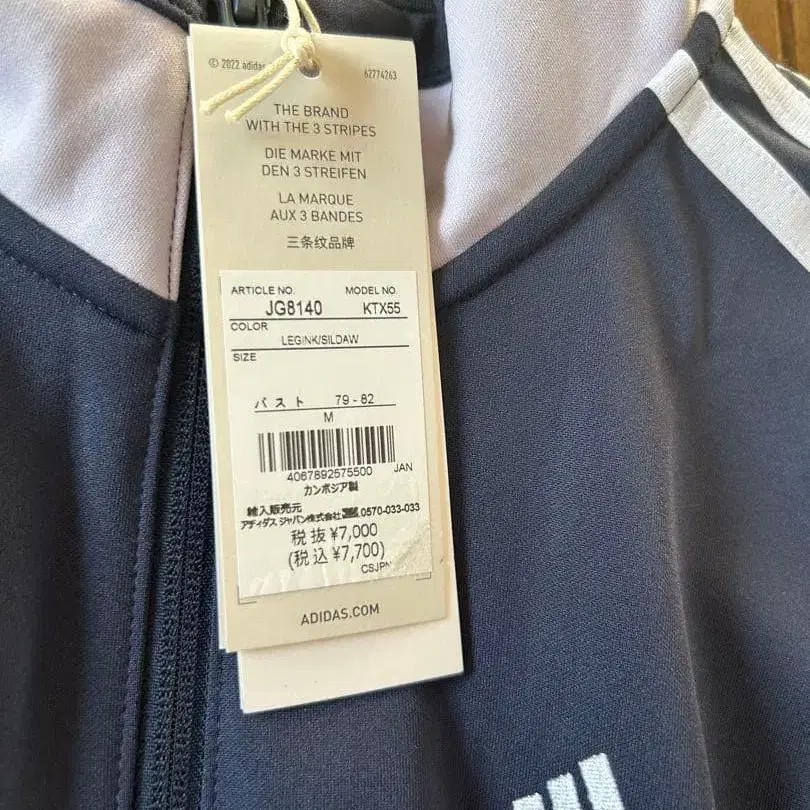 © 2022 adidas
62774263
THE BRAND
WITH THE 3 STRIPES
DIE MARKE MIT
DEN 3 STREIFEN
LA MARQUE
AUX 3 BANDES
三条纹品牌
ARTICLE NO. MODEL NO.
JG8140 KTX55
COLOR
LEGINK/SILDAW
SIZE
バスト 79-82
M
4067892575500 JAN
カンボジア製
輸入販売元
アディダス ジャパン株式会社 0570-033-033
税抜¥7,000
(税込¥7,700)
CSJPN
ADIDAS.COM